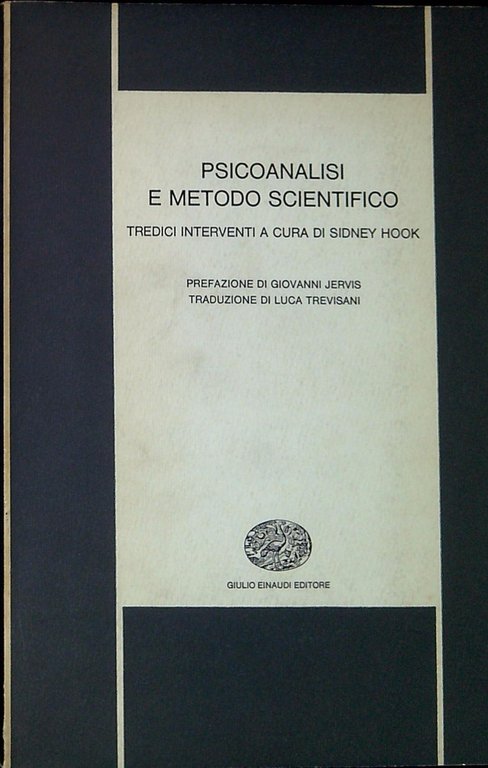 PSICOANALISI
E METODO SCIENTIFICO
TREDICI INTERVENTI A CURA DI SIDNEY HOOK
PREFAZIONE DI GIOVANNI JERVIS
TRADUZIONE DI LUCA TREVISANI
GIULIO EINAUDI EDITORE